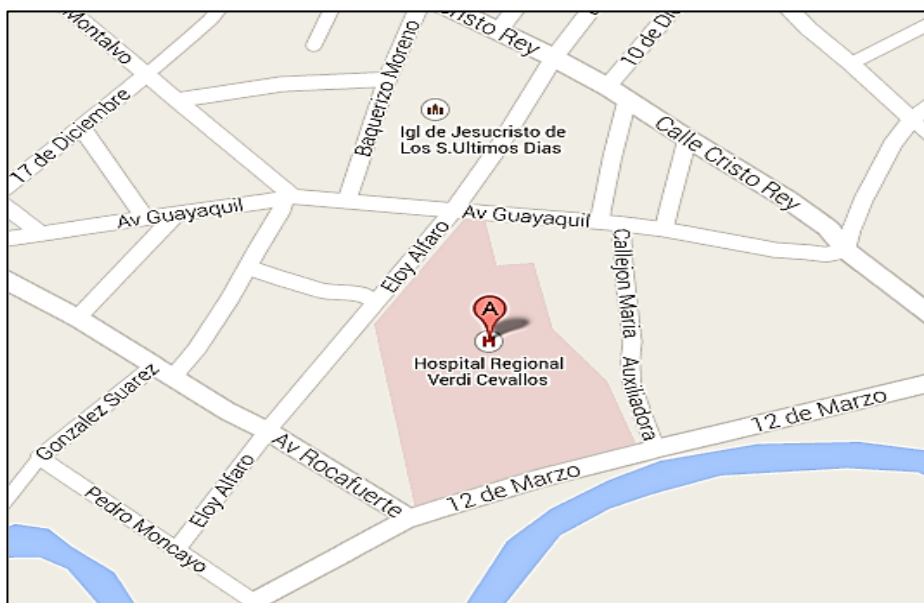 Montalvo
Cristo Rey
10 de Di
17 de Diciembre
Baquerizo Moreno
Igl de Jesucristo de
Los S.Ultimos Dias
Calle Cristo Rey
Av Guayaquil
Av Guayaquil
Eloy Alfaro
Callejon Maria Auxiliadora
A
H
Hospital Regional
Verdi Cevallos
Gonzalez Suarez
12 de Marzo
Av Rocafuerte
12 de Marzo
Eloy Alfaro
Pedro Moncayo